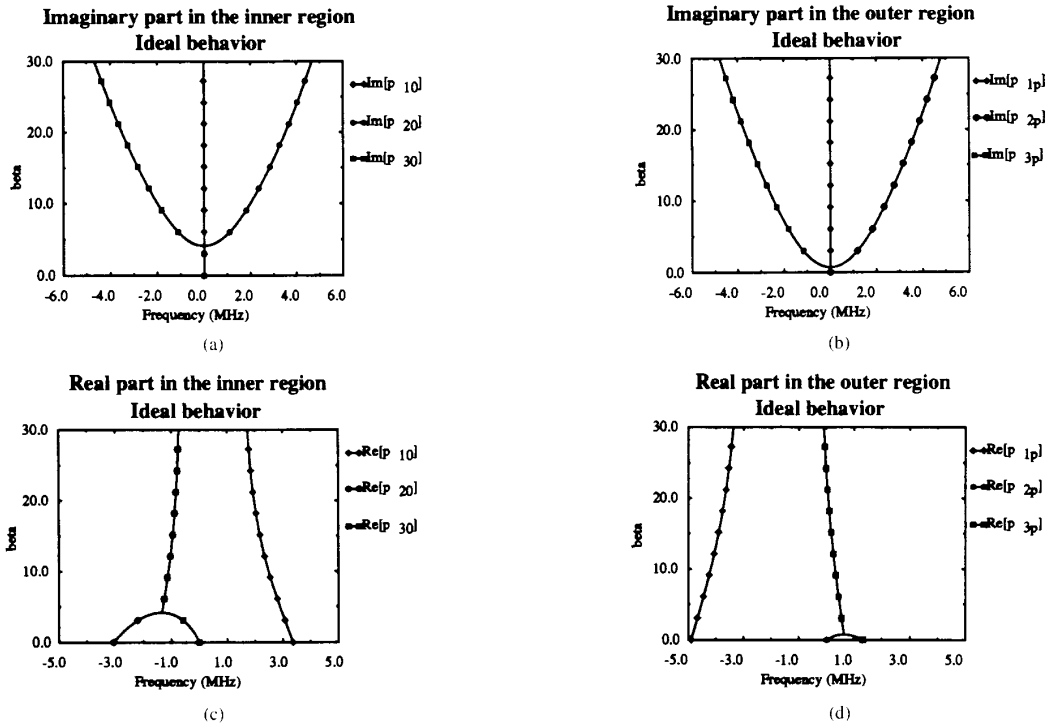 Imaginary part in the inner region
Ideal behavior
30.0
20.0
10.0
0.0
beta
-6.0 -4.0 -2.0 0.0 2.0 4.0 6.0
Frequency (MHz)
Im[p 10]
Im[p 20]
Im[p 30]
(a)
Imaginary part in the outer region
Ideal behavior
30.0
20.0
10.0
0.0
beta
-6.0 -4.0 -2.0 0.0 2.0 4.0 6.0
Frequency (MHz)
Im[p 1p]
Im[p 2p]
Im[p 3p]
(b)
Real part in the inner region
Ideal behavior
30.0
20.0
10.0
0.0
beta
-5.0 -3.0 -1.0 1.0 3.0 5.0
Frequency (MHz)
Re[p 10]
Re[p 20]
Re[p 30]
(c)
Real part in the outer region
Ideal behavior
30.0
20.0
10.0
0.0
beta
-5.0 -3.0 -1.0 1.0 3.0 5.0
Frequency (MHz)
Re[p 1p]
Re[p 2p]
Re[p 3p]
(d)